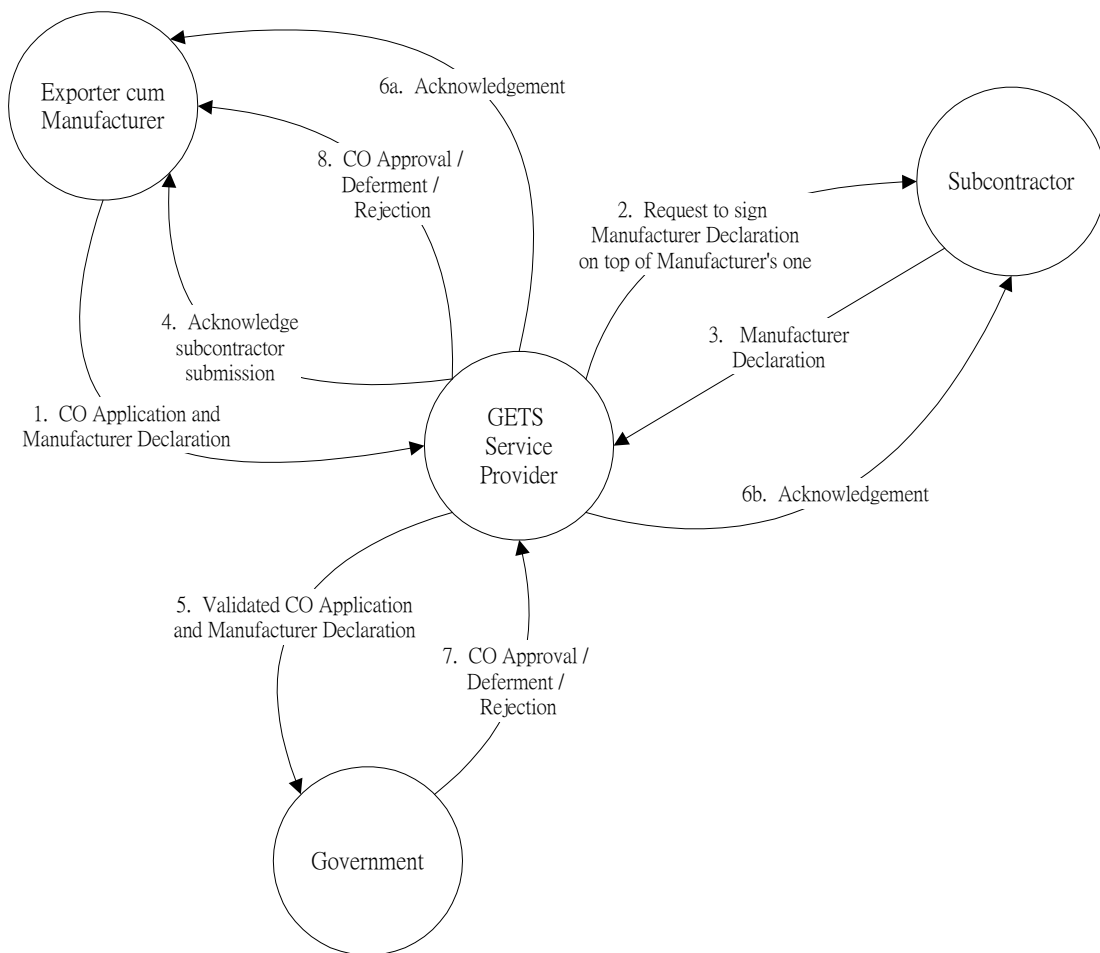 Exporter cum
Manufacturer
6a. Acknowledgement
8. CO Approval /
Deferment /
Rejection
Subcontractor
2. Request to sign
Manufacturer Declaration
on top of Manufacturer's one
4. Acknowledge
subcontractor
submission
3. Manufacturer
Declaration
1. CO Application and
Manufacturer Declaration
GETS
Service
Provider
6b. Acknowledgement
5. Validated CO Application
and Manufacturer Declaration
7. CO Approval /
Deferment /
Rejection
Government